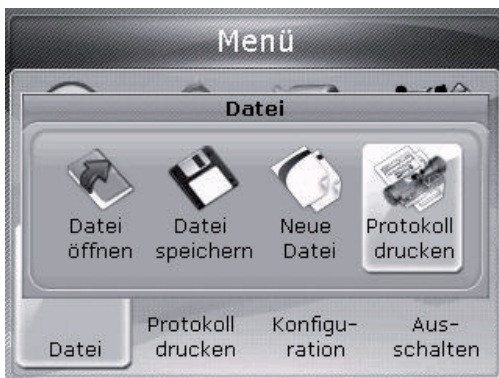 Menü
Datei
Datei öffnen
Datei speichern
Neue Datei
Protokoll drucken
Datei
Protokoll drucken
Konfigu-
ration
Aus-
schalten